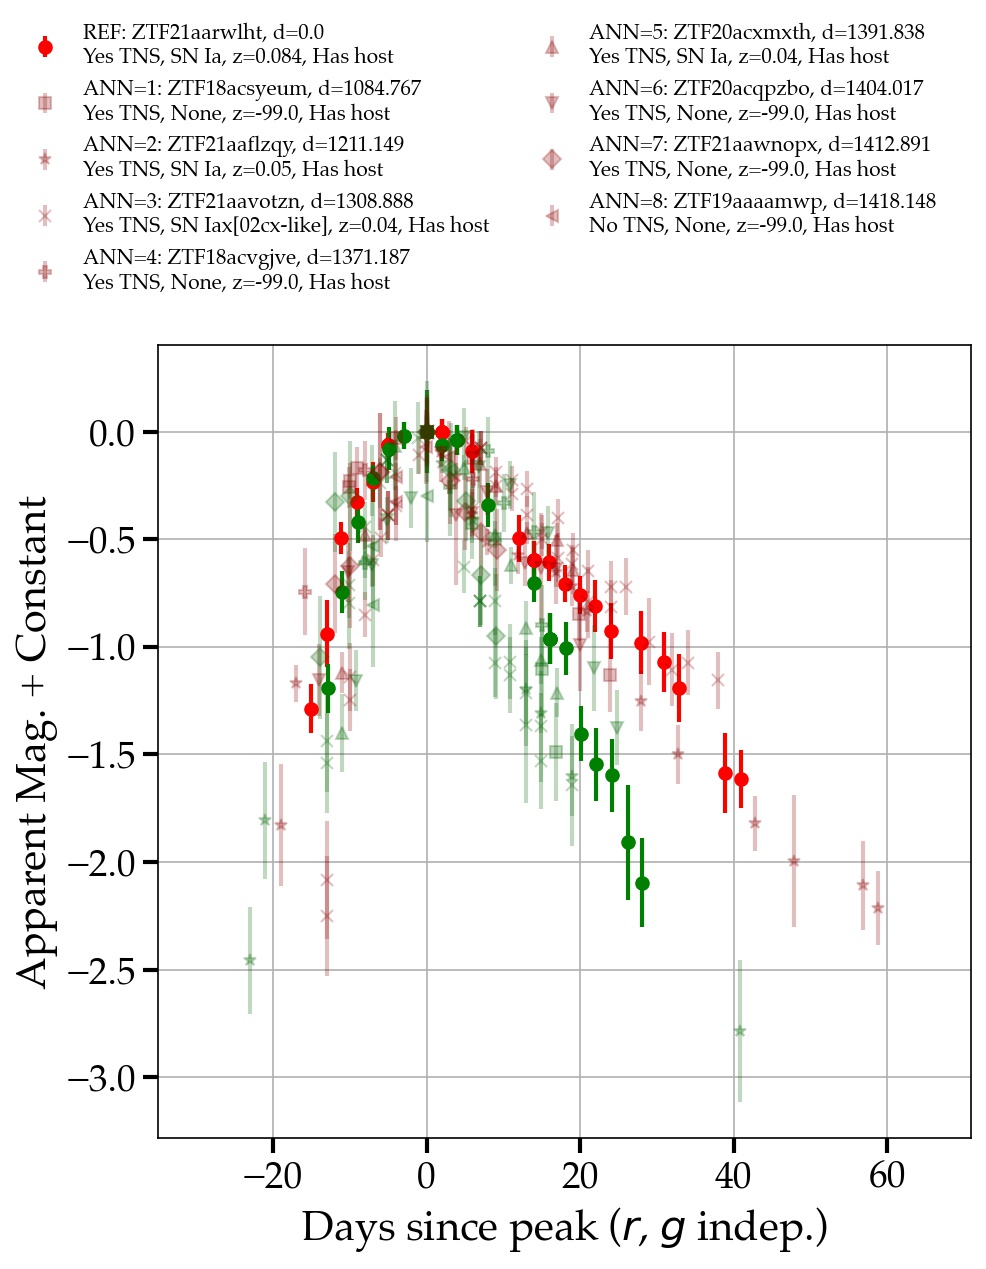 REF: ZTF21aarwlht, d=0.0
Yes TNS, SN Ia, z=0.084, Has host
ANN=1: ZTF18acsyeum, d=1084.767
Yes TNS, None, z=-99.0, Has host
ANN=2: ZTF21aaflzqy, d=1211.149
Yes TNS, SN Ia, z=0.05, Has host
ANN=3: ZTF21aavotzn, d=1308.888
Yes TNS, SN Iax[02cx-like], z=0.04, Has host
ANN=4: ZTF18acvgjve, d=1371.187
Yes TNS, None, z=-99.0, Has host
ANN=5: ZTF20acxmxth, d=1391.838
Yes TNS, SN Ia, z=0.04, Has host
ANN=6: ZTF20acqpzbo, d=1404.017
Yes TNS, None, z=-99.0, Has host
ANN=7: ZTF21aawnopx, d=1412.891
Yes TNS, None, z=-99.0, Has host
ANN=8: ZTF19aaaamwp, d=1418.148
No TNS, None, z=-99.0, Has host
Apparent Mag. + Constant
0.0
−0.5
−1.0
−1.5
−2.0
−2.5
−3.0
−20 0 20 40 60
Days since peak (r, g indep.)